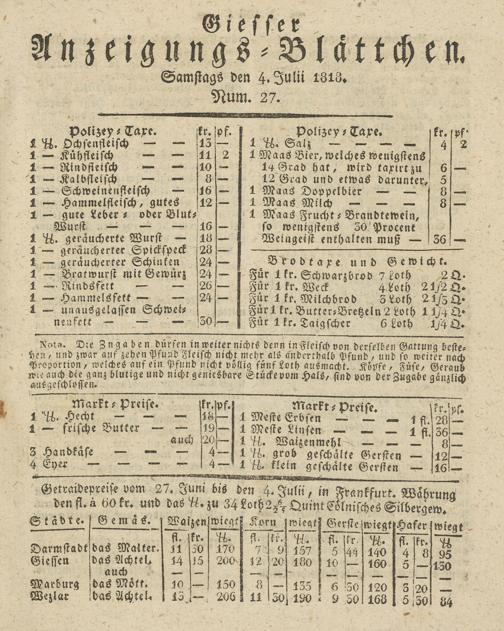 Giesser
Anzeigungs-Blättchen.
Samstags den 4. Julii 1818.
Num. 27.
Polizey-Taxe. kr. pf.
1 ℔. Ochsenfleisch — — 13 —
1 — Kühfleisch — — 11 2
1 — Rindfleisch — — 10 —
1 — Kalbfleisch — — 8 —
1 — Schweinenfleisch — — 16 —
1 — Hammelfleisch, gutes 12 —
1 — gute Leber- oder Blut-
Wurst — — 16 —
1 ℔. geräucherte Wurst — 18 —
1 — geräucherter Spickspeck 28 —
1 — geräucherter Schinken 24 —
1 — Bratwurst mit Gewürz 24 —
1 — Rindsfett — — 26 —
1 — Hammelsfett — — 24 —
1 — unausgelassen Schwei-
nenfett — — 30 —
Polizey-Taxe. kr. pf.
1 ℔. Salz — — — 4 2
1 Maas Bier, welches wenigstens
14 Grad hat, wird taxirt zu 6 —
12 Grad und etwas darunter, 5 —
1 Maas Doppelbier — — 8 —
1 Maas Milch — — 8 —
1 Maas Frucht-Brandtewein,
so wenigstens 30 Procent
Weingeist enthalten muß — 36 —
Brodtaxe und Gewicht.
Für 1 kr. Schwarzbrod 7 Loth 2 Q.
Für 1 kr. Weck 4 Loth 2 1/2 Q.
Für 1 kr. Milchbrod 3 Loth 2 1/3 Q.
Für 1 kr. Butter-Bretzeln 2 Loth 1 1/4 Q.
Für 1 kr. Taigscher 6 Loth 1/4 Q.
Nota. Die Zugaben dürfen in weiter nichts denn in Fleisch von derselben Gattung beste-
hen, und zwar auf zehen Pfund Fleisch nicht mehr als anderthalb Pfund, und so weiter nach
Proportion, welches auf ein Pfund nicht völlig fünf Loth ausmacht. Köpfe, Füse, Geraub
wie auch die ganz blutige und nicht geniesbare Stücke vom Hals, sind von der Zugabe gänzlich
ausgeschlossen.
Markt-Preise. kr. pf.
1 ℔. Hecht — — 18 —
1 — frische Butter — — 19 —
auch 20 —
3 Handkäse — — 4 —
4 Eyer — — — 4 —
Markt-Preise. kr. pf.
1 Meste Erbsen — — — 1 fl. 28 —
1 Meste Linsen — — — 1 fl. 36 —
1 ℔. Waizenmehl — — — 8 —
1 ℔. grob geschälte Gersten — 12 —
1 ℔. klein geschälte Gersten — 16 —
Getraidepreise vom 27. Juni bis den 4. Julii, in Frankfurt. Währung
den fl. à 60 kr. und das ℔. zu 34 Loth Quint Cölnisches Silbergew.
Städte. Gemäs. Waizen wiegt Korn wiegt Gerste wiegt Hafer wiegt
fl. kr. ℔ fl. kr. ℔ fl. kr. ℔ fl. kr. ℔
Darmstadt das Malter. 11 50 170 7 9 157 5 44 140 4 8 95
Giessen das Achtel. 14 15 200 12 20 180 10 — 160 5 — 130
auch — — — — — — — — — — — —
Marburg das Mött. 10 — 150 8 — 135 6 30 120 3 20 —
Wezlar das Achtel. 13 — 206 11 30 190 9 30 168 5 30 84